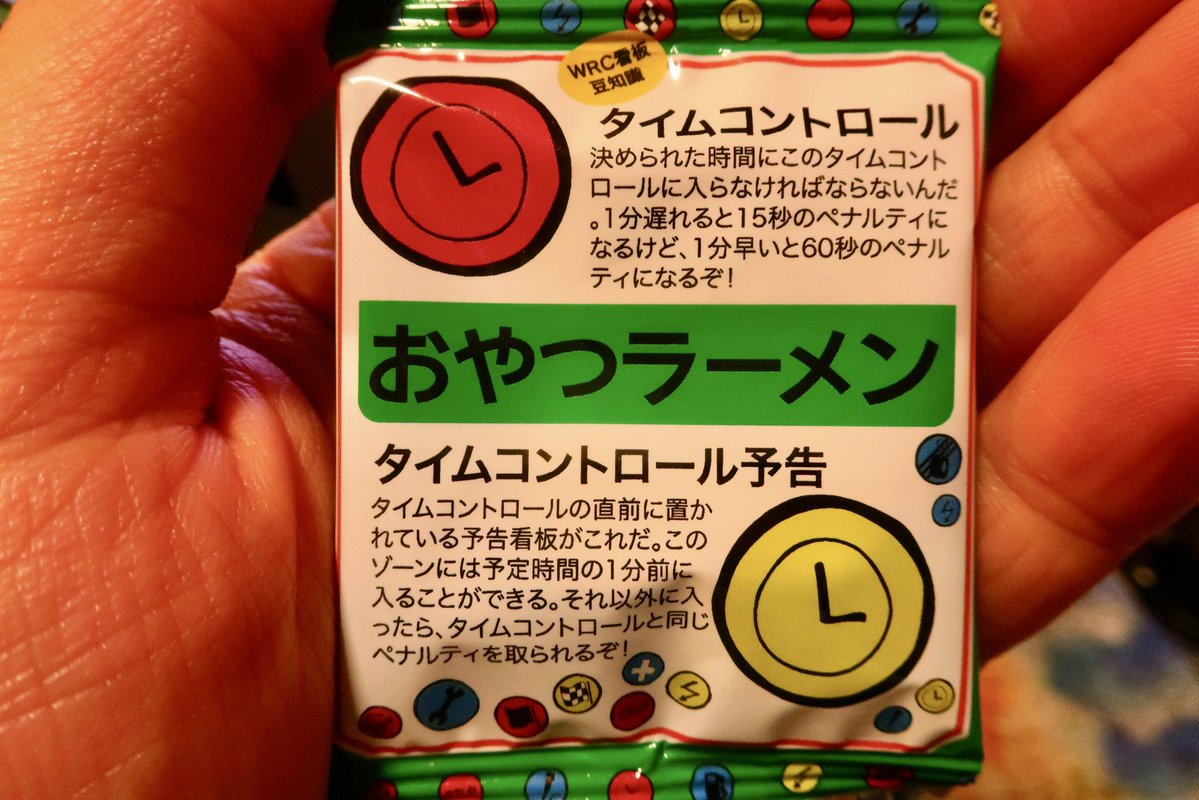 WRC看板
豆知識
タイムコントロール
決められた時間にこのタイムコント
ロールに入らなければならないんだ
。1分遅れると15秒のペナルティに
なるけど、1分早いと60秒のペナル
ティになるぞ!
おやつラーメン
タイムコントロール予告
タイムコントロールの直前に置か
れている予告看板がこれだ。この
ゾーンには予定時間の1分前に
入ることができる。それ以外に入
ったら、タイムコントロールと同じ
ペナルティを取られるぞ!